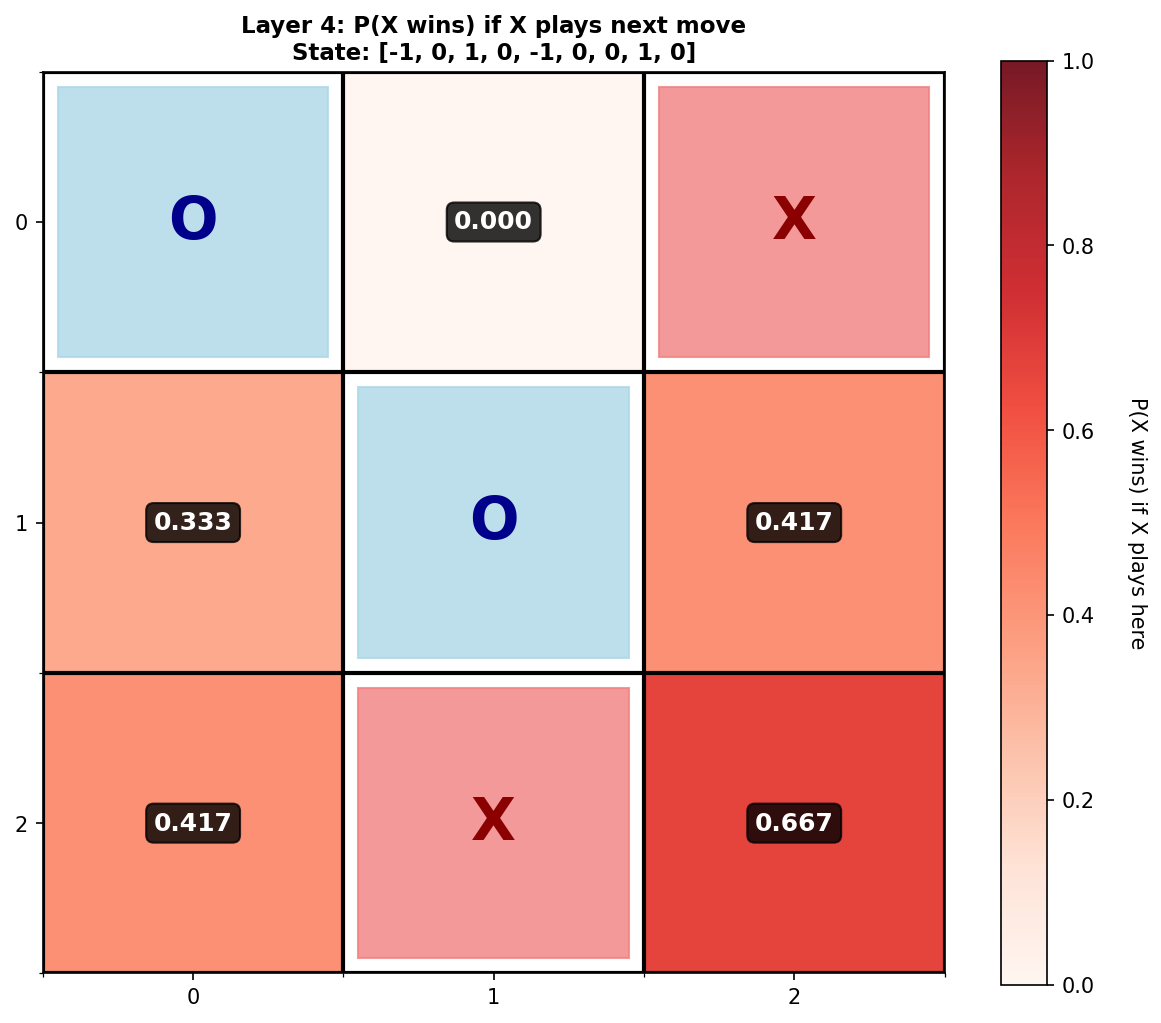 Layer 4: P(X wins) if X plays next move
State: [-1, 0, 1, 0, -1, 0, 0, 1, 0]
0
O
0.000
X
1
0.333
O
0.417
2
0.417
X
0.667
0
1
2
1.0
0.8
0.6
0.4
0.2
0.0
P(X wins) if X plays here